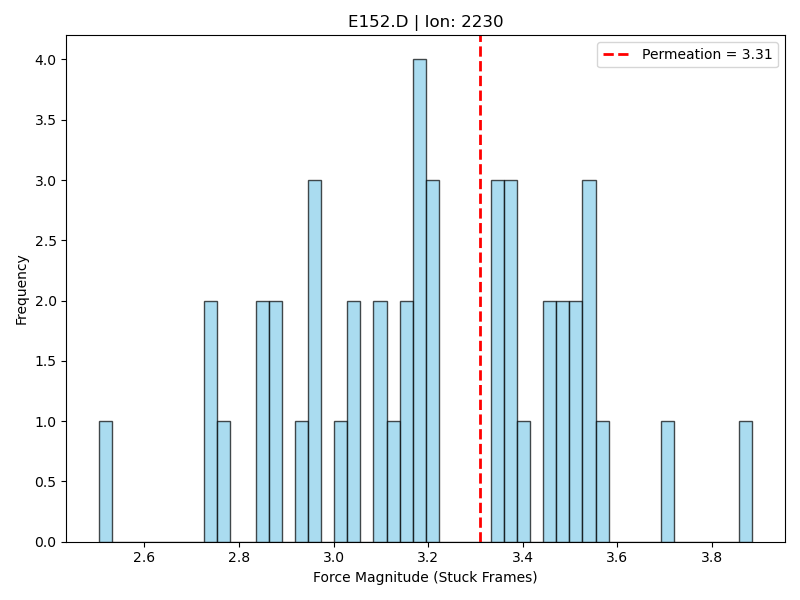 E152.D | Ion: 2230
Permeation = 3.31
4.0
3.5
3.0
2.5
2.0
1.5
1.0
0.5
0.0
Frequency
2.6 2.8 3.0 3.2 3.4 3.6 3.8
Force Magnitude (Stuck Frames)